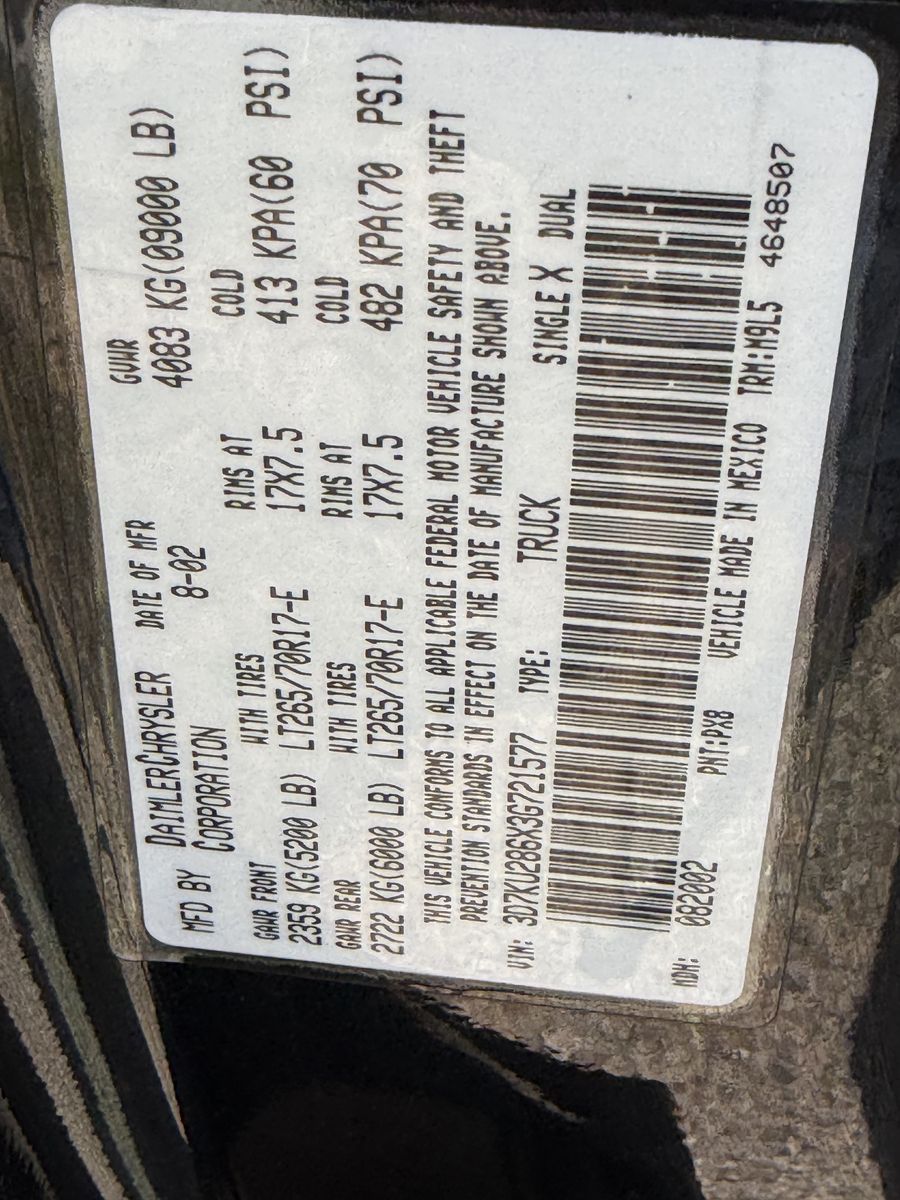 MFD BY DAIMLERCHRYSLER CORPORATION
DATE OF MFR 8-02
GVWR 4083 KG(09000 LB)
GAWR FRONT WITH TIRES RIMS AT COLD
2359 KG(5200 LB) LT265/70R17-E 17X7.5 413 KPA(60 PSI)
GAWR REAR WITH TIRES RIMS AT COLD
2722 KG(6000 LB) LT265/70R17-E 17X7.5 482 KPA(70 PSI)
THIS VEHICLE CONFORMS TO ALL APPLICABLE FEDERAL MOTOR VEHICLE SAFETY AND THEFT
PREVENTION STANDARDS IN EFFECT ON THE DATE OF MANUFACTURE SHOWN ABOVE.
VIN: 3D7KU286X3G721577 TYPE: TRUCK SINGLE X DUAL
MDH: 082002 PNT:PX8 VEHICLE MADE IN MEXICO TRM:M9L5 4648507